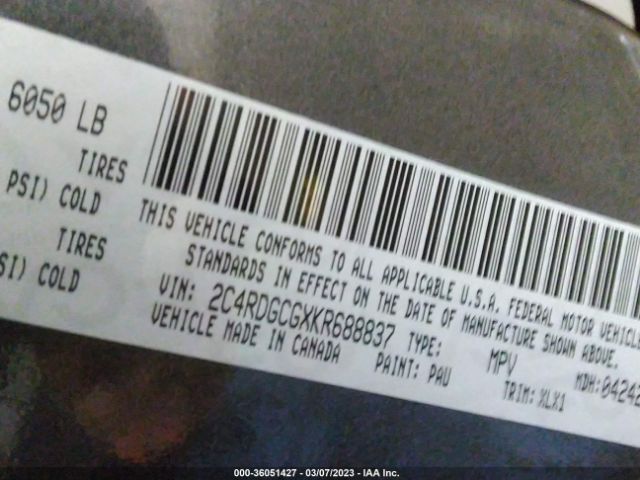 6050 LB
TIRES
PSI) COLD
TIRES
SI) COLD
THIS VEHICLE CONFORMS TO ALL APPLICABLE U.S.A. FEDERAL MOTOR VEHICLE
STANDARDS IN EFFECT ON THE DATE OF MANUFACTURE SHOWN ABOVE.
VIN: 2C4RDGCGXKR688837 TYPE: MPV MDH:04242
VEHICLE MADE IN CANADA PAINT: PAU TRIM: XLX1
000-36051427 - 03/07/2023 - IAA Inc.